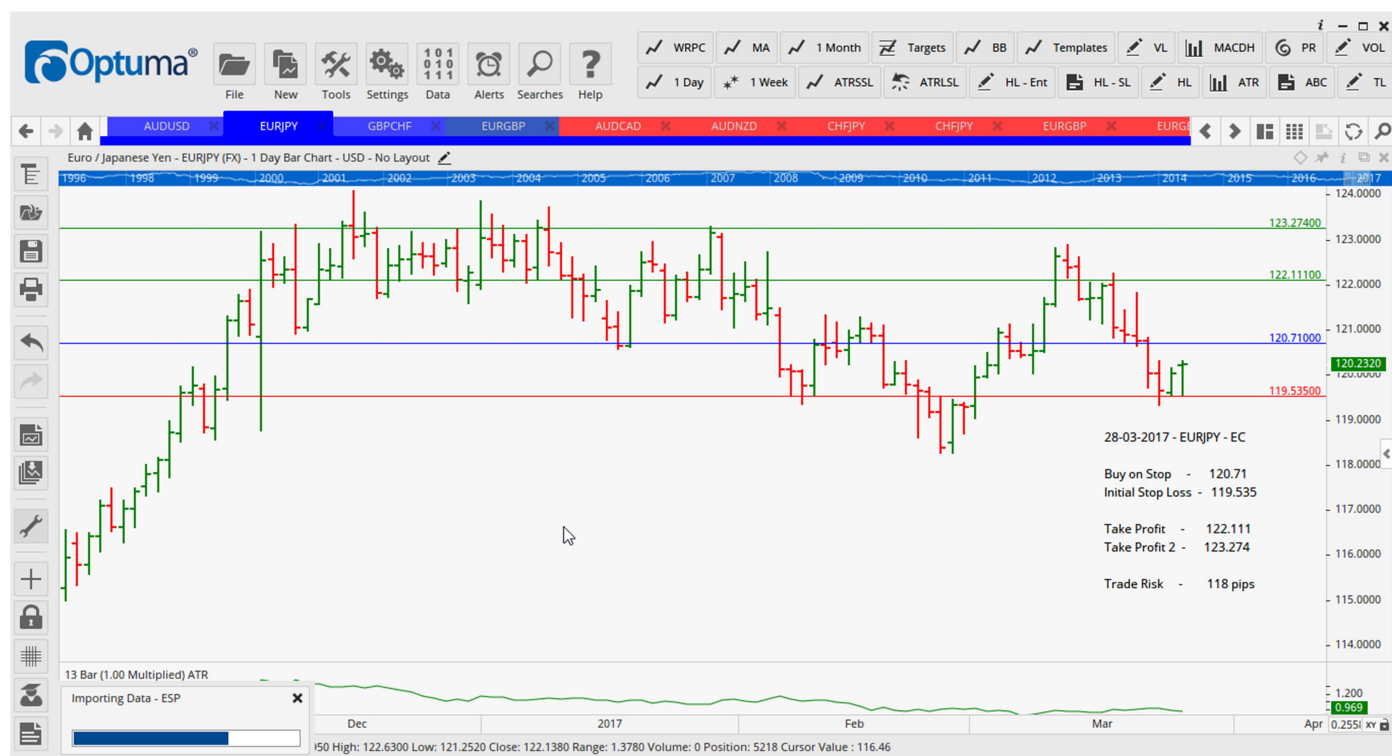 Optuma®
File
New
Tools
Settings
101
010
111
Data
Alerts
Searches
Help
WRPC
MA
1 Month
Targets
BB
Templates
VL
MACDH
PR
VOL
1 Day
1 Week
ATRSSL
ATRLSL
HL - Ent
HL - SL
HL
ATR
ABC
TL
AUDUSD
EURJPY
GBPCHF
EURGBP
AUDCAD
AUDNZD
CHFJPY
CHFJPY
EURGBP
EURGB
Euro / Japanese Yen - EURJPY (FX) - 1 Day Bar Chart - USD - No Layout
1996 1998 1999 2000 2001 2002 2003 2004 2005 2006 2007 2008 2009 2010 2011 2012 2013 2014 2015 2016 2017
124.0000
123.27400
123.0000
122.11100
122.0000
121.0000
120.71000
120.2320
120.0000
119.53500
119.0000
28-03-2017 - EURJPY - EC
118.0000
Buy on Stop - 120.71
Initial Stop Loss - 119.535
117.0000
Take Profit - 122.111
Take Profit 2 - 123.274
116.0000
Trade Risk - 118 pips
115.0000
114.0000
13 Bar (1.00 Multiplied) ATR
1.200
0.969
Importing Data - ESP
Dec 2017 Feb Mar Apr
0.255
XY
950 High: 122.6300 Low: 121.2520 Close: 122.1380 Range: 1.3780 Volume: 0 Position: 5218 Cursor Value : 116.46